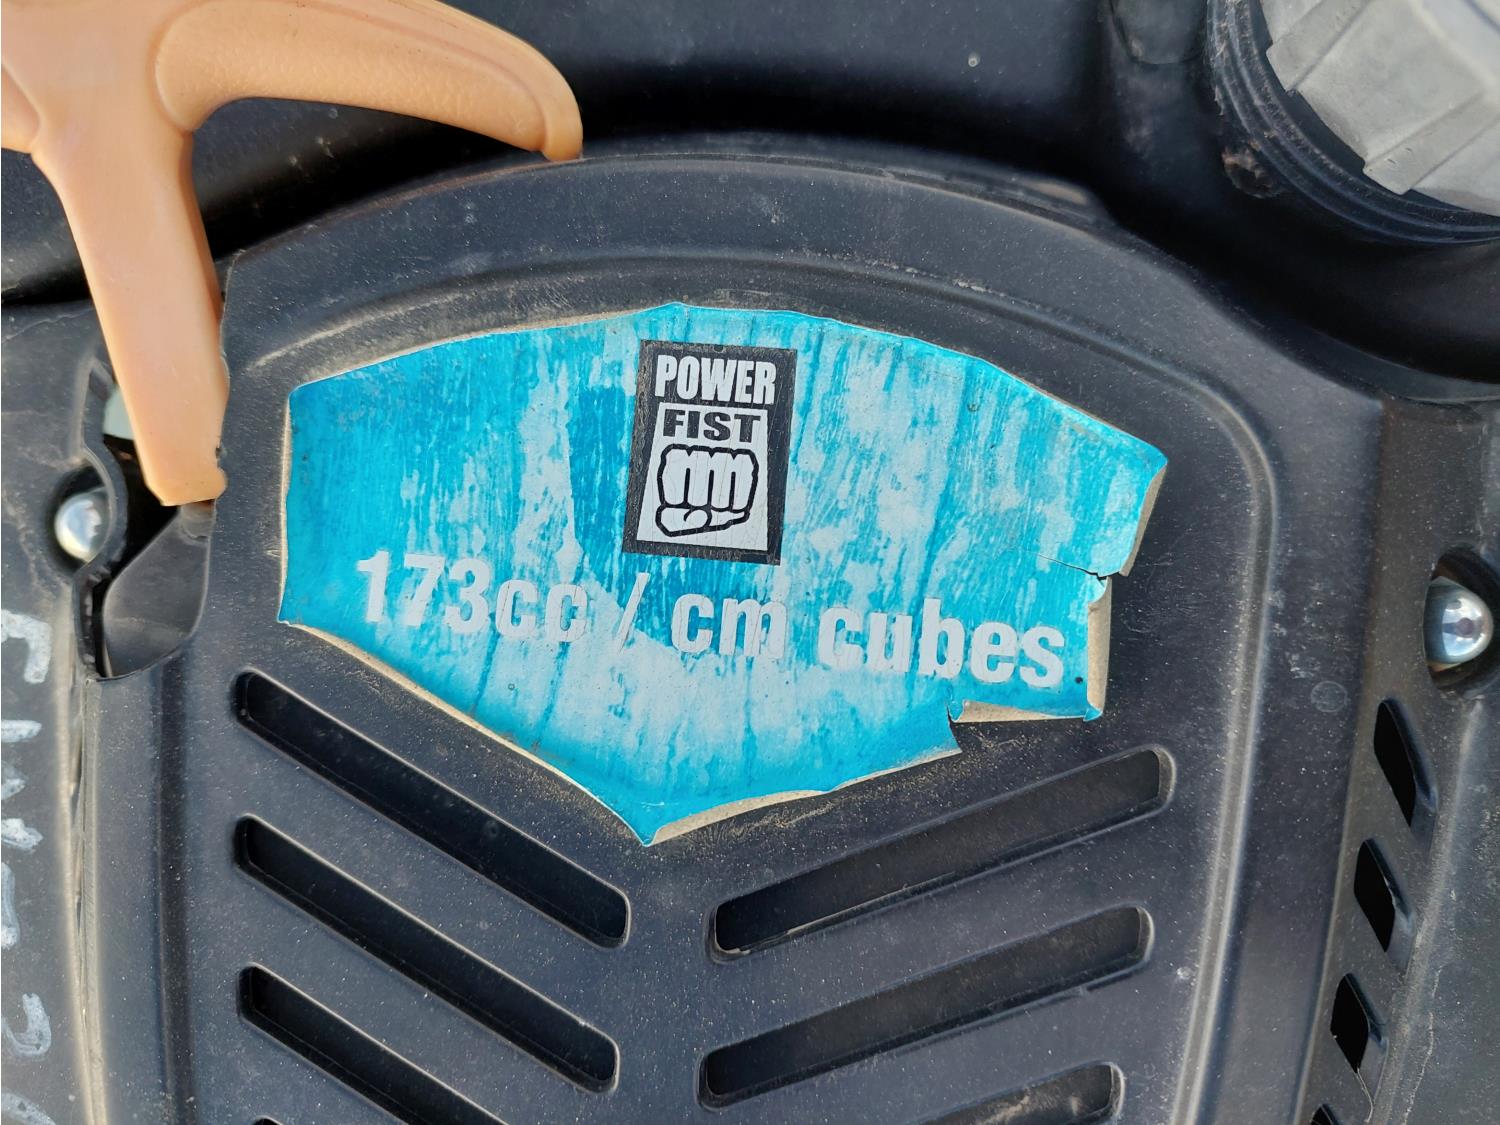 POWER
FIST
173cc / cm cubes